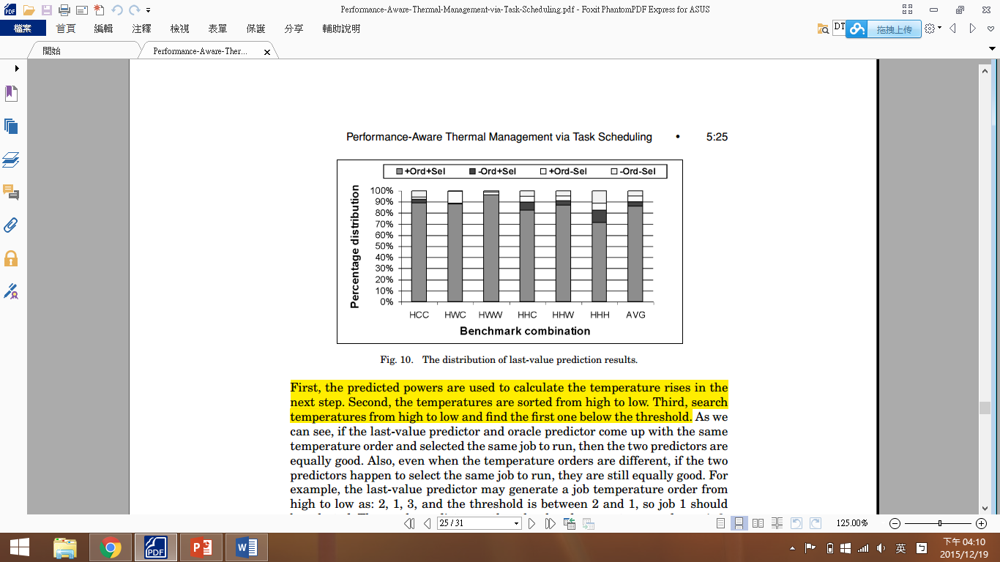 Performance-Aware-Thermal-Management-via-Task-Scheduling.pdf - Foxit PhantomPDF Express for ASUS
檔案 首頁 編輯 注釋 檢視 表單 保護 分享 輔助說明
DT 拖拽上传
開始 Performance-Aware-Ther...
Performance-Aware Thermal Management via Task Scheduling • 5:25
+Ord+Sel -Ord+Sel +Ord-Sel -Ord-Sel
Percentage distribution
100%
90%
80%
70%
60%
50%
40%
30%
20%
10%
0%
HCC HWC HWW HHC HHW HHH AVG
Benchmark combination
Fig. 10. The distribution of last-value prediction results.
First, the predicted powers are used to calculate the temperature rises in the
next step. Second, the temperatures are sorted from high to low. Third, search
temperatures from high to low and find the first one below the threshold. As we
can see, if the last-value predictor and oracle predictor come up with the same
temperature order and selected the same job to run, then the two predictors are
equally good. Also, even when the temperature orders are different, if the two
predictors happen to select the same job to run, they are still equally good. For
example, the last-value predictor may generate a job temperature order from
high to low as: 2, 1, 3, and the threshold is between 2 and 1, so job 1 should
25 / 31
125.00%
英
下午 04:10
2015/12/19